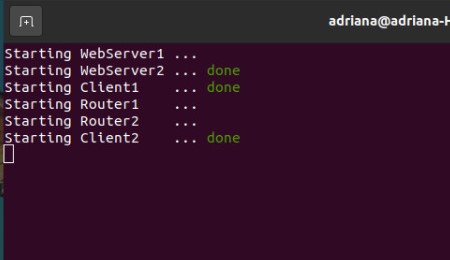 adriana@adriana-H
Starting WebServer1 ...
Starting WebServer2 ... done
Starting Client1    ... done
Starting Router1    ...
Starting Router2    ...
Starting Client2    ... done